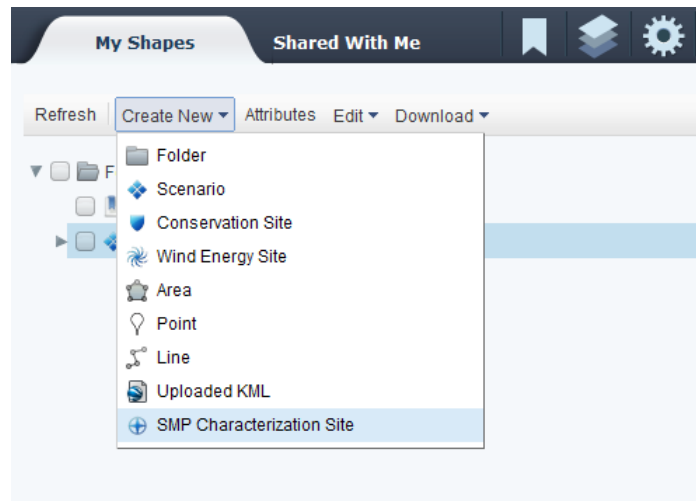 My Shapes Shared With Me
Refresh Create New Attributes Edit Download
Folder
F
Scenario
Conservation Site
Wind Energy Site
Area
Point
Line
Uploaded KML
SMP Characterization Site